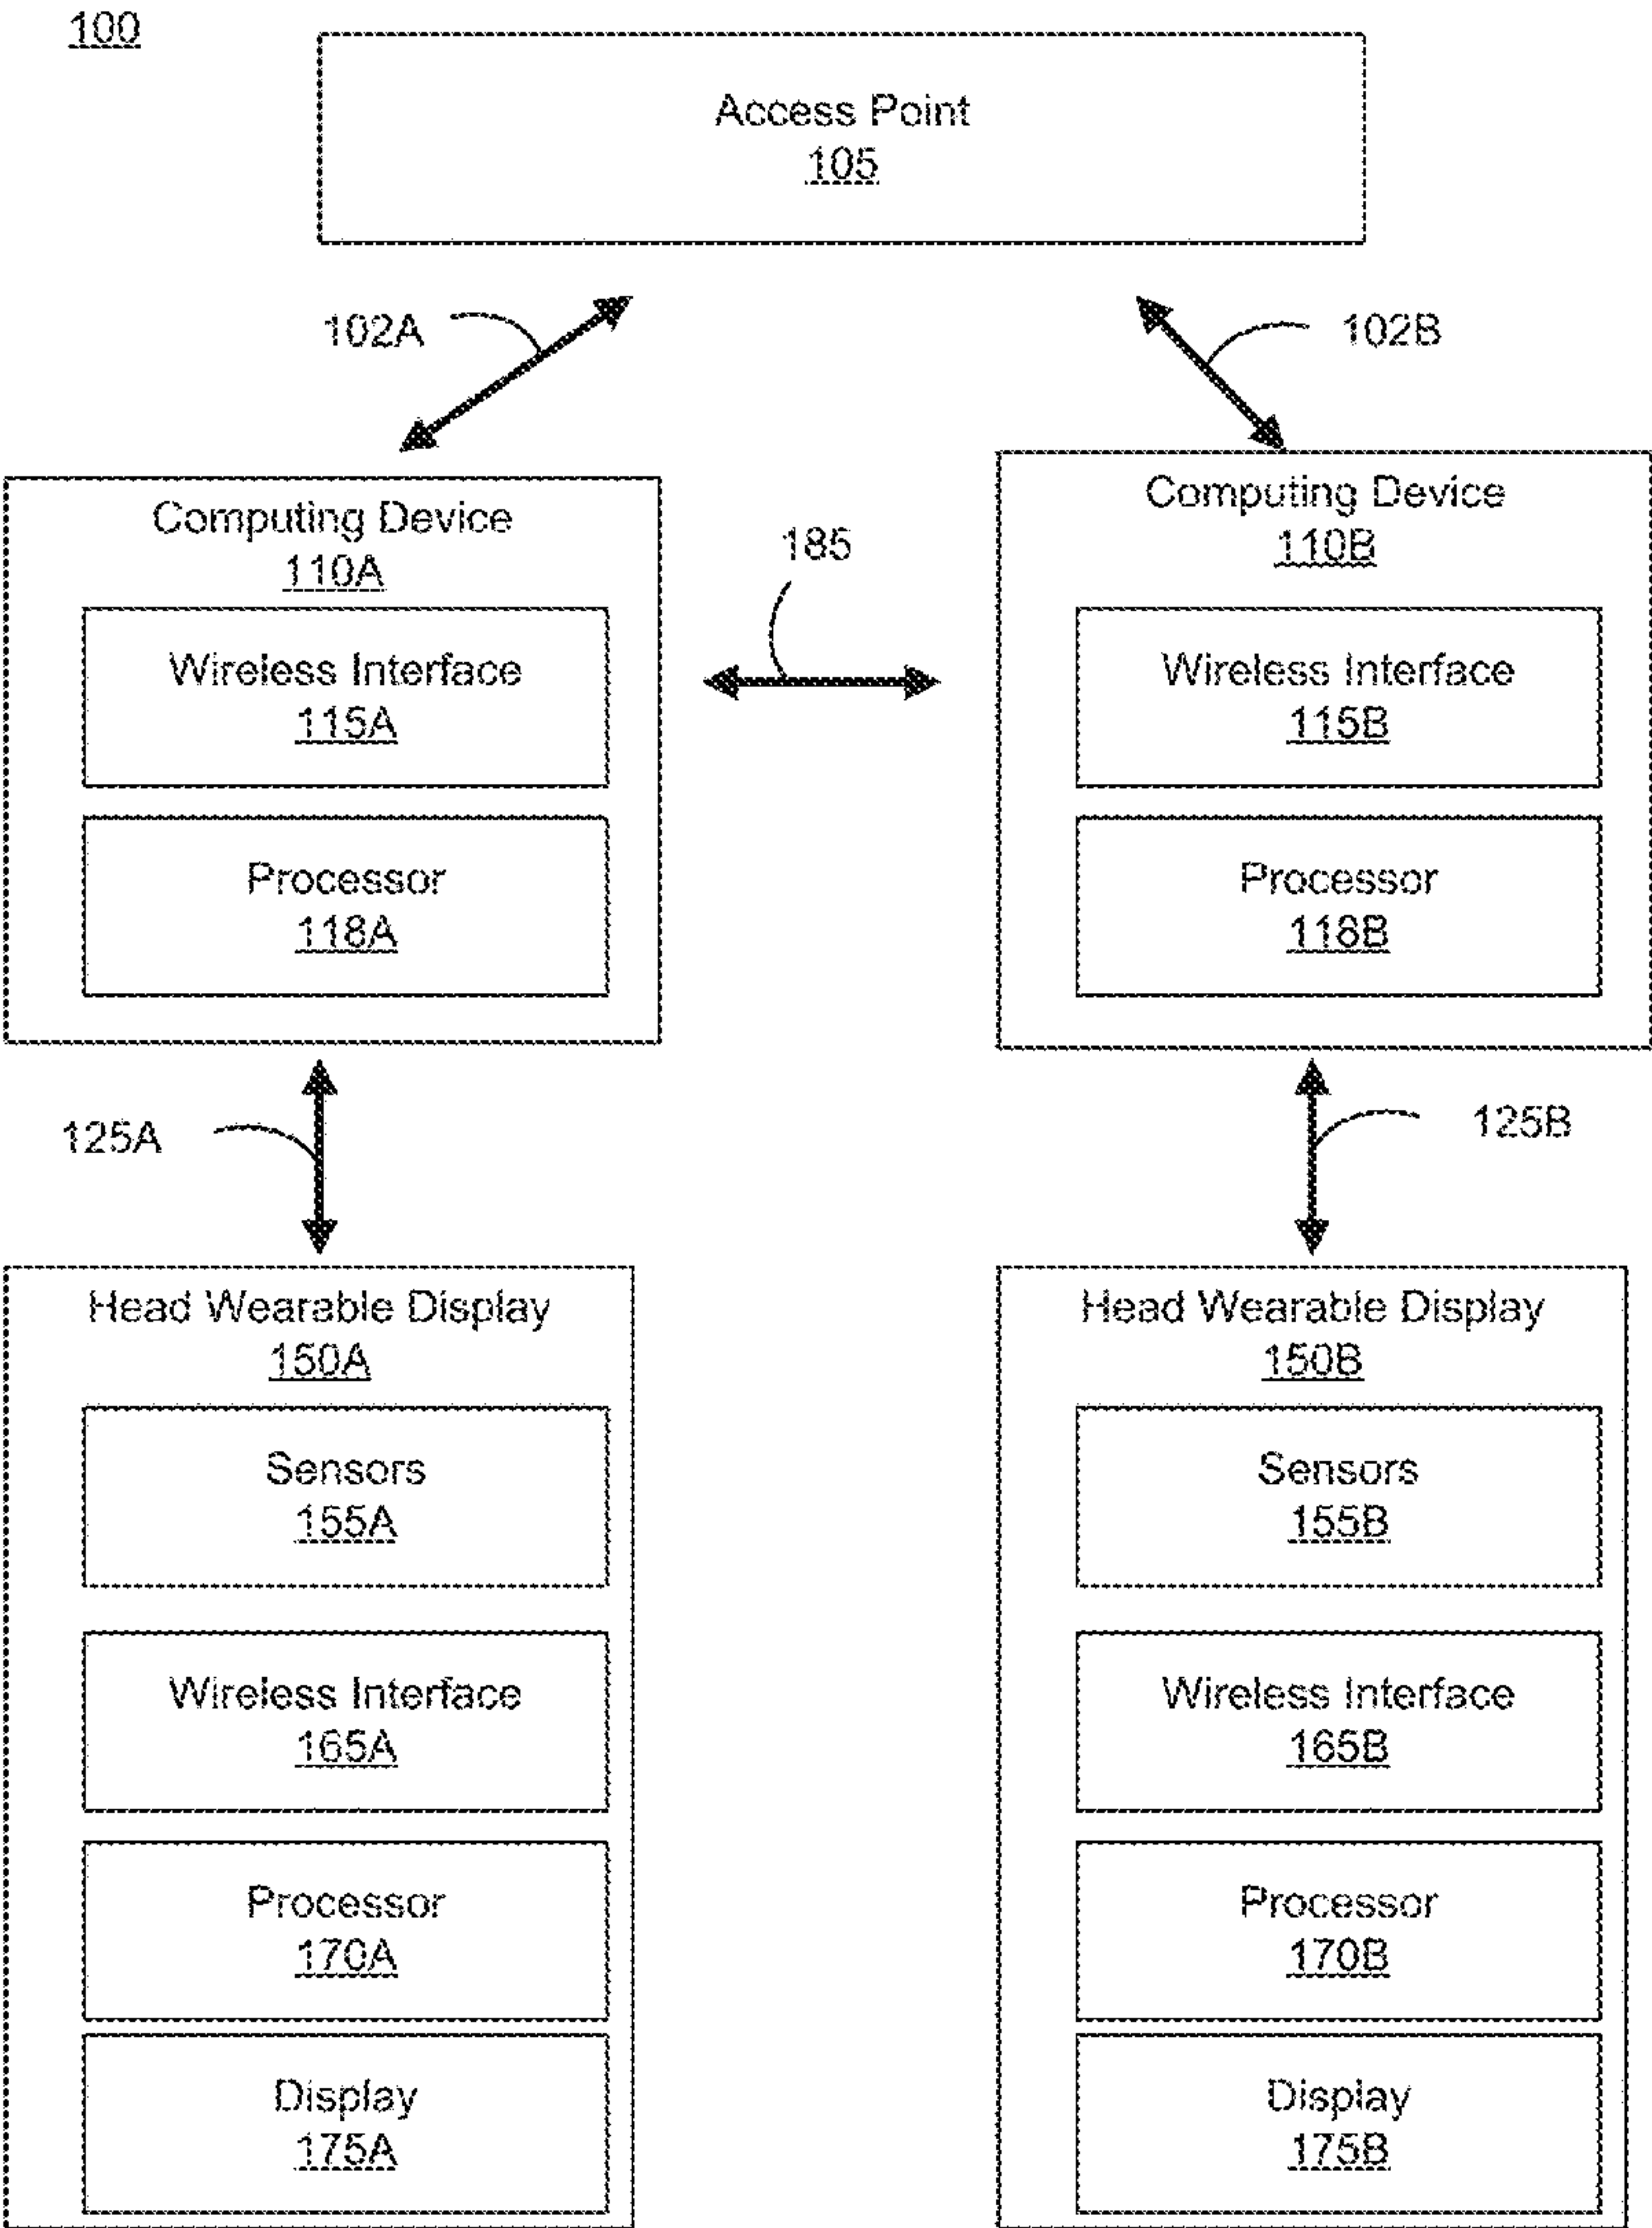 100
Access Point
105
102A
102B
Computing Device
110A
Wireless Interface
115A
Processor
118A
185
Computing Device
110B
Wireless Interface
115B
Processor
118B
125A
125B
Head Wearable Display
150A
Sensors
155A
Wireless Interface
165A
Processor
170A
Display
175A
Head Wearable Display
150B
Sensors
155B
Wireless Interface
165B
Processor
170B
Display
175B